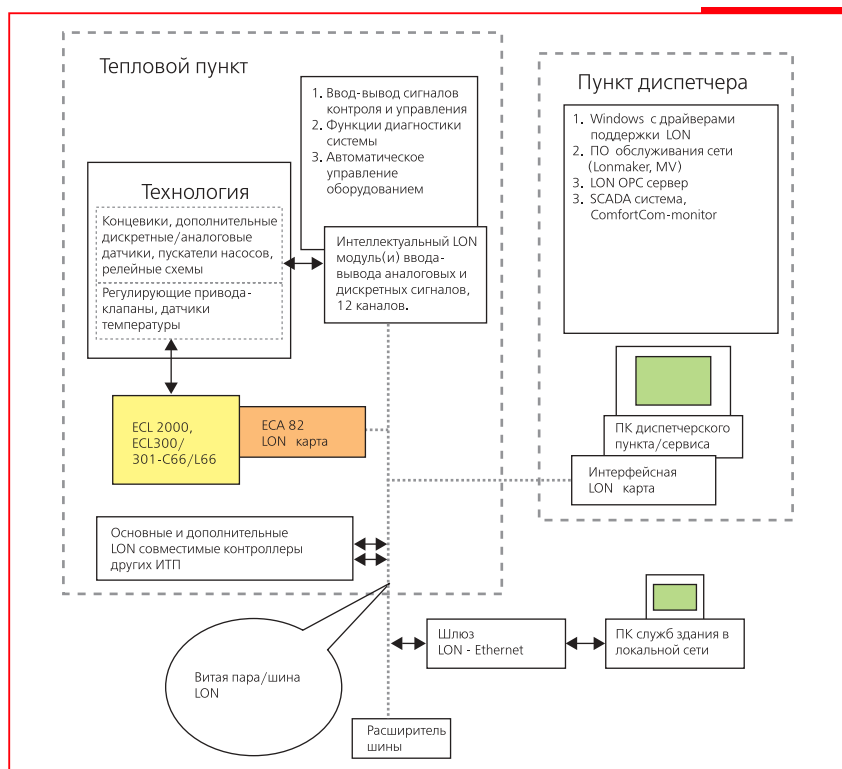 Тепловой пункт
1. Ввод-вывод сигналов
контроля и управления
2. Функции диагностики
системы
3. Автоматическое
управление
оборудованием
Технология
Концевики, дополнительные
дискретные/аналоговые
датчики, пускатели насосов,
релейные схемы
Регулирующие привода-
клапаны, датчики
температуры
Интеллектуальный LON
модуль(и) ввода-
вывода аналоговых и
дискретных сигналов,
12 каналов.
ECL 2000,
ECL300/
301-C66/L66
ECA 82
LON карта
Основные и дополнительные
LON совместимые контроллеры
других ИТП
Витая пара/шина
LON
Пункт диспетчера
1. Windows с драйверами
поддержки LON
2. ПО обслуживания сети
(Lonmaker, MV)
3. LON OPC сервер
3. SCADA система,
ComfortCom-monitor
ПК диспетчерского
пункта/сервиса
Интерфейсная
LON карта
Шлюз
LON - Ethernet
ПК служб здания в
локальной сети
Расширитель
шины